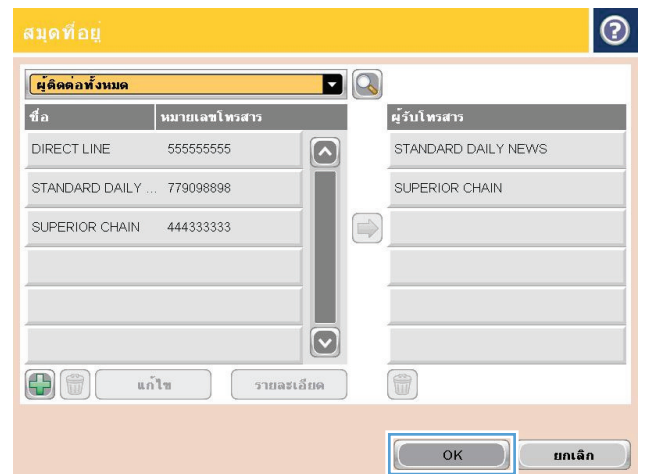 สมุดที่อยู่
ผู้ติดต่อทั้งหมด
ชื่อ หมายเลขโทรสาร ผู้รับโทรสาร
DIRECT LINE 555555555 STANDARD DAILY NEWS
STANDARD DAILY ... 779098898 SUPERIOR CHAIN
SUPERIOR CHAIN 444333333
แก้ไข รายละเอียด
OK ยกเลิก